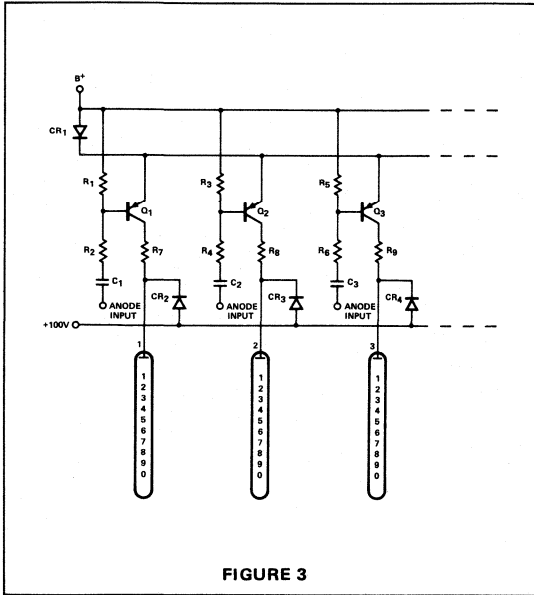 B+
CR1
R1
Q1
R3
Q2
R5
Q3
R2
R7
R4
R8
R6
R9
C1
CR2
C2
CR3
C3
CR4
ANODE INPUT
ANODE INPUT
ANODE INPUT
+100V
1
2
3
1
2
3
4
5
6
7
8
9
0
1
2
3
4
5
6
7
8
9
0
1
2
3
4
5
6
7
8
9
0
FIGURE 3